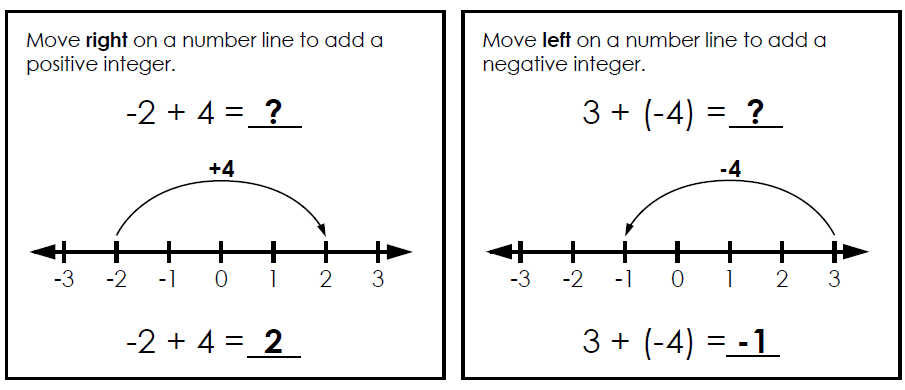 Move right on a number line to add a
positive integer.
-2 + 4 = ?
+4
-3 -2 -1 0 1 2 3
-2 + 4 = 2
Move left on a number line to add a
negative integer.
3 + (-4) = ?
-4
-3 -2 -1 0 1 2 3
3 + (-4) = -1